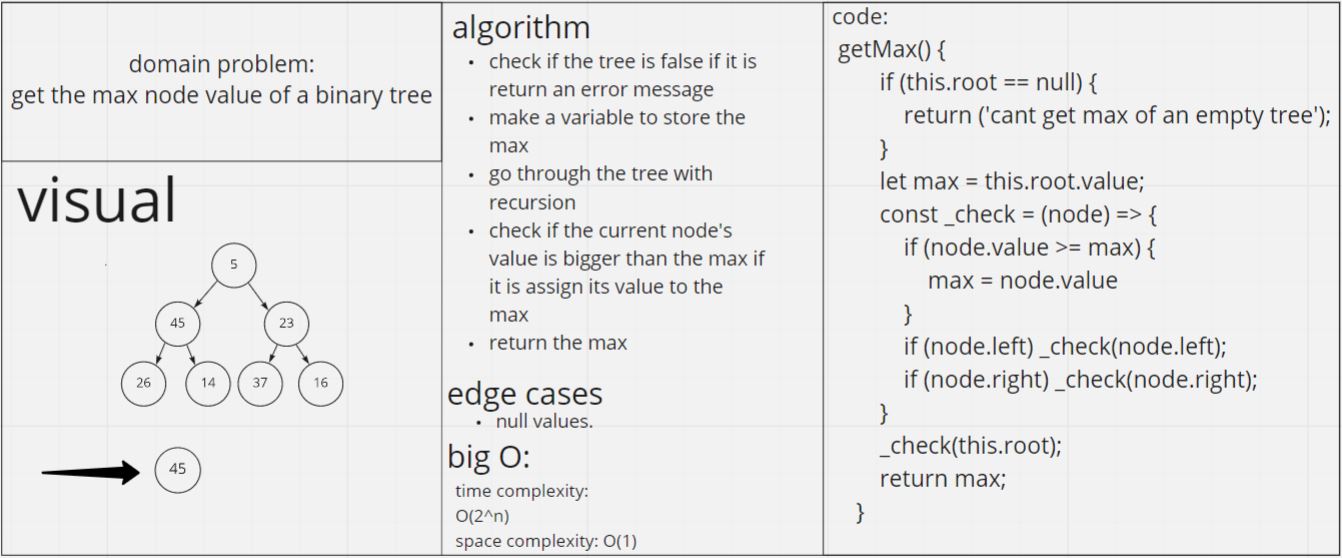 domain problem:
get the max node value of a binary tree
visual
5
45
23
26
14
37
16
45
algorithm
• check if the tree is false if it is
return an error message
• make a variable to store the
max
• go through the tree with
recursion
• check if the current node's
value is bigger than the max if
it is assign its value to the
max
• return the max
edge cases
• null values.
big O:
time complexity:
O(2^n)
space complexity: O(1)
code:
getMax() {
if (this.root == null) {
return ('cant get max of an empty tree');
}
let max = this.root.value;
const _check = (node) => {
if (node.value >= max) {
max = node.value
}
if (node.left) _check(node.left);
if (node.right) _check(node.right);
}
_check(this.root);
return max;
}